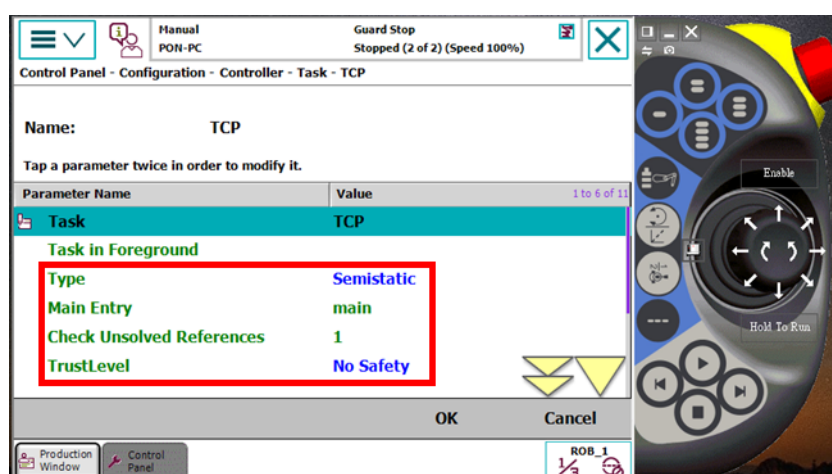 Manual
PON-PC
Guard Stop
Stopped (2 of 2) (Speed 100%)
Control Panel - Configuration - Controller - Task - TCP
Name: TCP
Tap a parameter twice in order to modify it.
Parameter Name Value 1 to 6 of 11
Task TCP
Task in Foreground
Type Semistatic
Main Entry main
Check Unsolved References 1
TrustLevel No Safety
OK Cancel
Production Window
Control Panel
ROB_1
1/3
Enable
Hold To Run